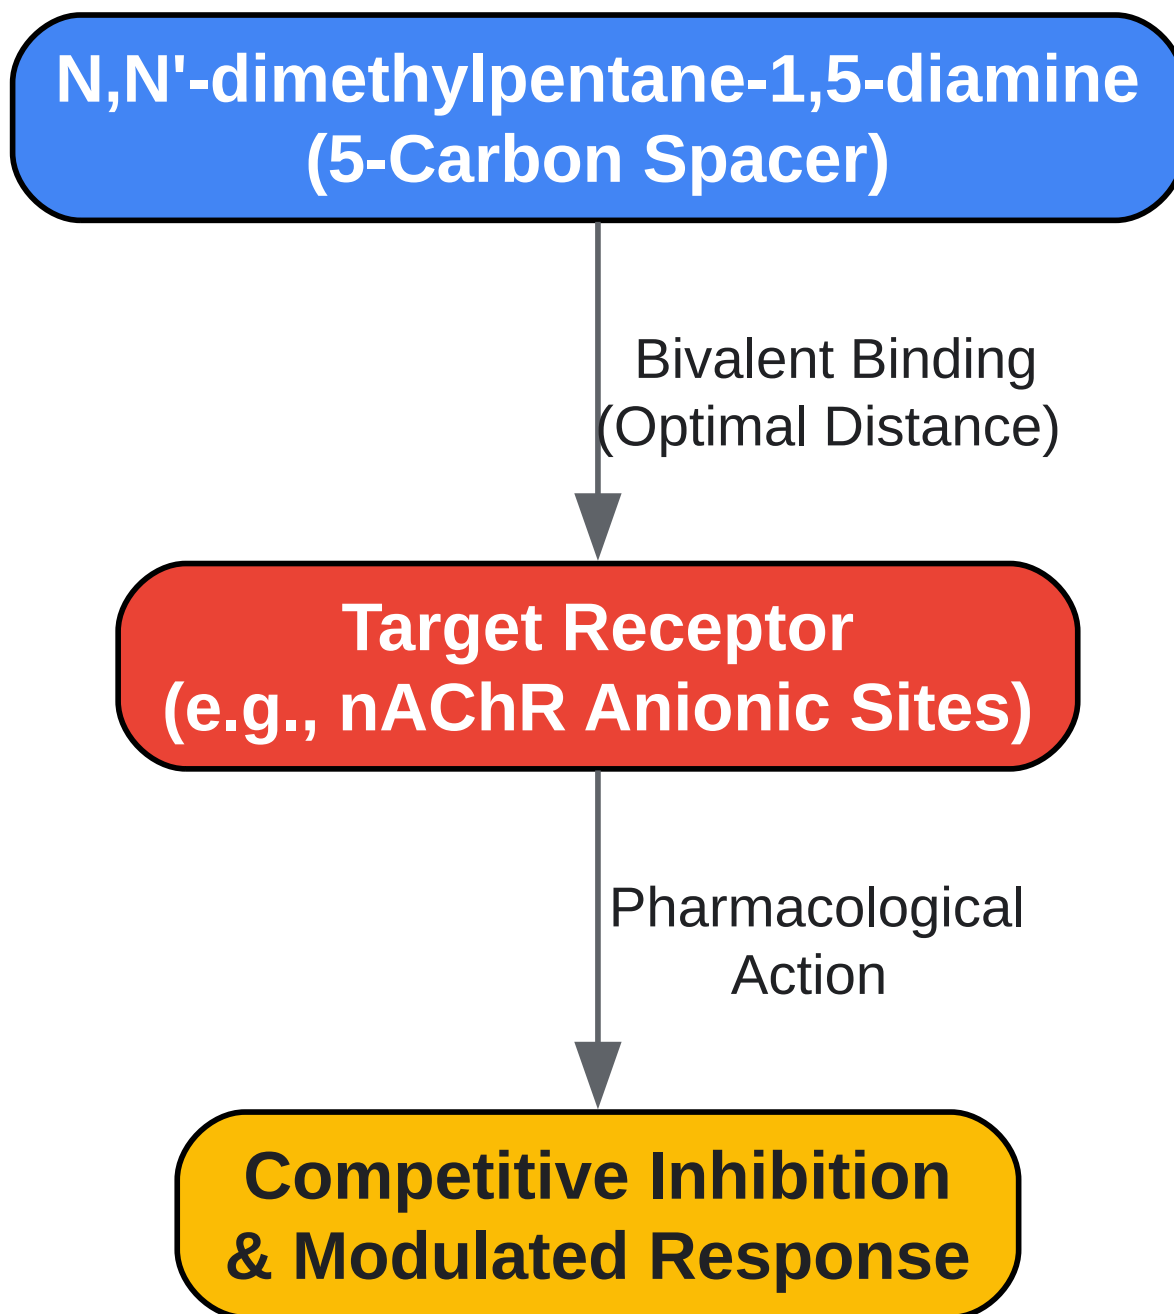 N,N'-dimethylpentane-1,5-diamine
(5-Carbon Spacer)
Bivalent Binding
(Optimal Distance)
Target Receptor
(e.g., nAChR Anionic Sites)
Pharmacological
Action
Competitive Inhibition
& Modulated Response